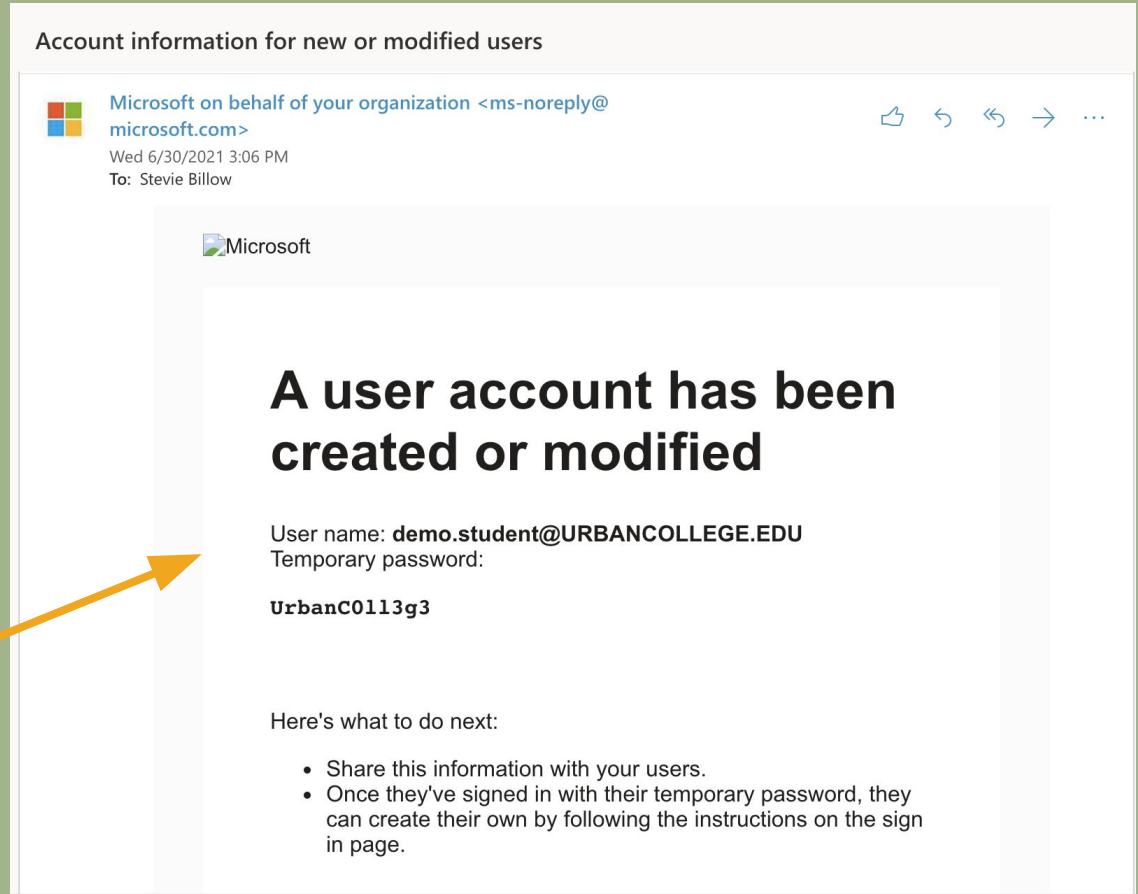 Account information for new or modified users
Microsoft on behalf of your organization <ms-noreply@
microsoft.com>
Wed 6/30/2021 3:06 PM
To: Stevie Billow
Microsoft
A user account has been
created or modified
User name: demo.student@URBANCOLLEGE.EDU
Temporary password:
UrbanC0ll3g3
Here's what to do next:
• Share this information with your users.
• Once they've signed in with their temporary password, they
can create their own by following the instructions on the sign
in page.